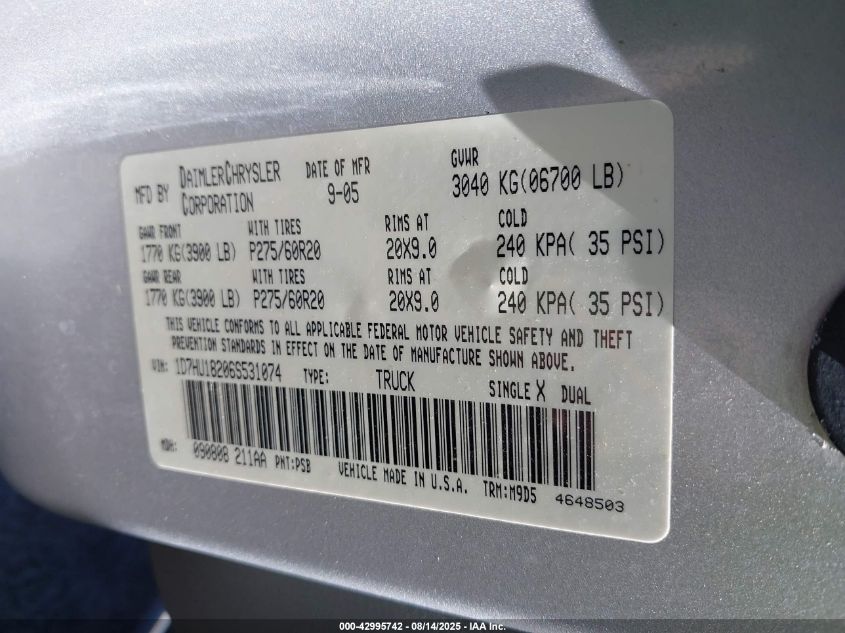 MFD BY DAIMLERCHRYSLER CORPORATION DATE OF MFR 9-05 GVWR 3040 KG(06700 LB)
GAWR FRONT WITH TIRES RIMS AT COLD
1770 KG(3900 LB) P275/60R20 20X9.0 240 KPA( 35 PSI)
GAWR REAR WITH TIRES RIMS AT COLD
1770 KG(3900 LB) P275/60R20 20X9.0 240 KPA( 35 PSI)
THIS VEHICLE CONFORMS TO ALL APPLICABLE FEDERAL MOTOR VEHICLE SAFETY AND THEFT
PREVENTION STANDARDS IN EFFECT ON THE DATE OF MANUFACTURE SHOWN ABOVE.
VIN: 1D7HU18206S531074 TYPE: TRUCK SINGLE X DUAL
MDH: 090808 211AA PNT:PSB VEHICLE MADE IN U.S.A. TRM:M9D5 4648503
000-42995742 - 08/14/2025 - IAA Inc.